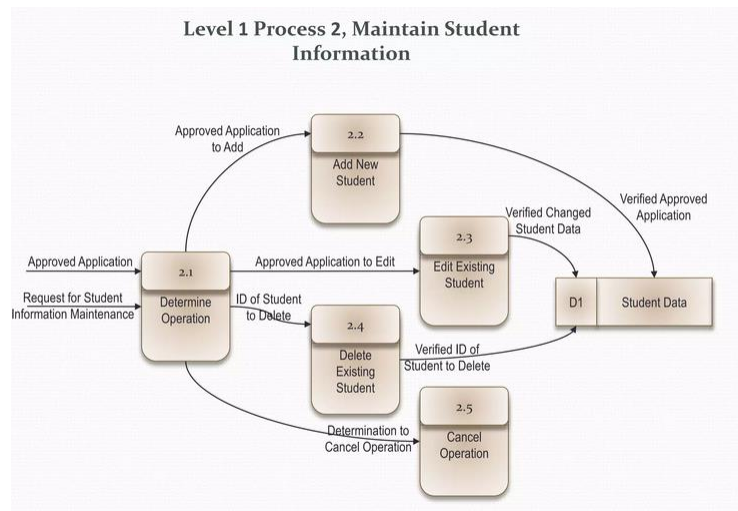 Level 1 Process 2, Maintain Student
Information
Approved Application
to Add
2.2
Add New
Student
Verified Approved
Application
Verified Changed
Student Data
2.3
Edit Existing
Student
Approved Application
2.1
Approved Application to Edit
Request for Student
Information Maintenance
Determine
Operation
ID of Student
to Delete
D1
Student Data
2.4
Delete
Existing
Student
Verified ID of
Student to Delete
2.5
Cancel
Operation
Determination to
Cancel Operation